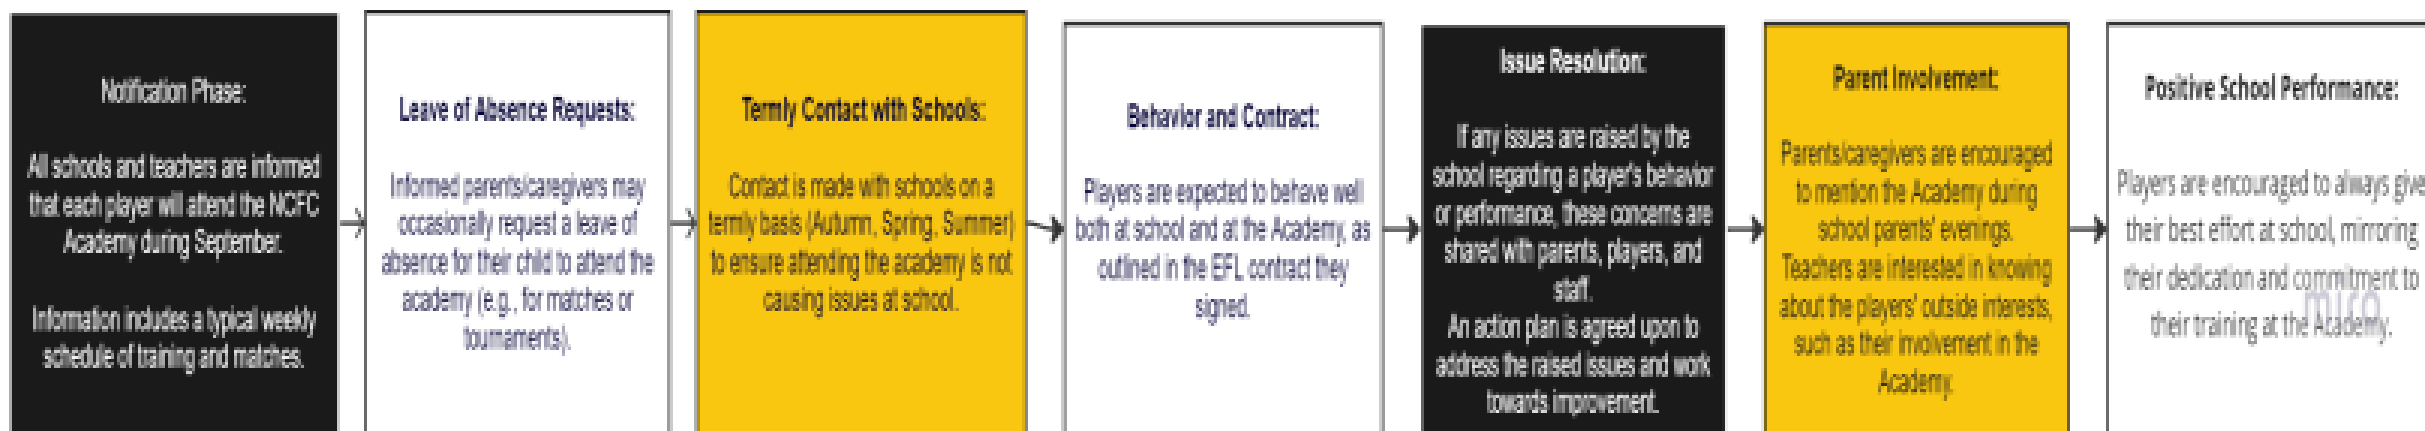 Notification Phase:
All schools and teachers are informed
that each player will attend the NCFC
Academy during September.
Information includes a typical weekly
schedule of training and matches.
Leave of Absence Requests:
Informed parents/caregivers may
occasionally request a leave of
absence for their child to attend the
academy (e.g., for matches or
tournaments).
Termly Contact with Schools:
Contact is made with schools on a
termly basis (Autumn, Spring, Summer)
to ensure attending the academy is not
causing issues at school.
Behavior and Contract:
Players are expected to behave well
both at school and at the Academy, as
outlined in the EFL contract they
signed.
Issue Resolution:
If any issues are raised by the
school regarding a player's behavior
or performance, these concerns are
shared with parents, players, and
staff.
An action plan is agreed upon to
address the raised issues and work
towards improvement.
Parent Involvement:
Parents/caregivers are encouraged
to mention the Academy during
school parents' evenings.
Teachers are interested in knowing
about the players' outside interests,
such as their involvement in the
Academy.
Positive School Performance:
Players are encouraged to always give
their best effort at school, mirroring
their dedication and commitment to
their training at the Academy.
miro